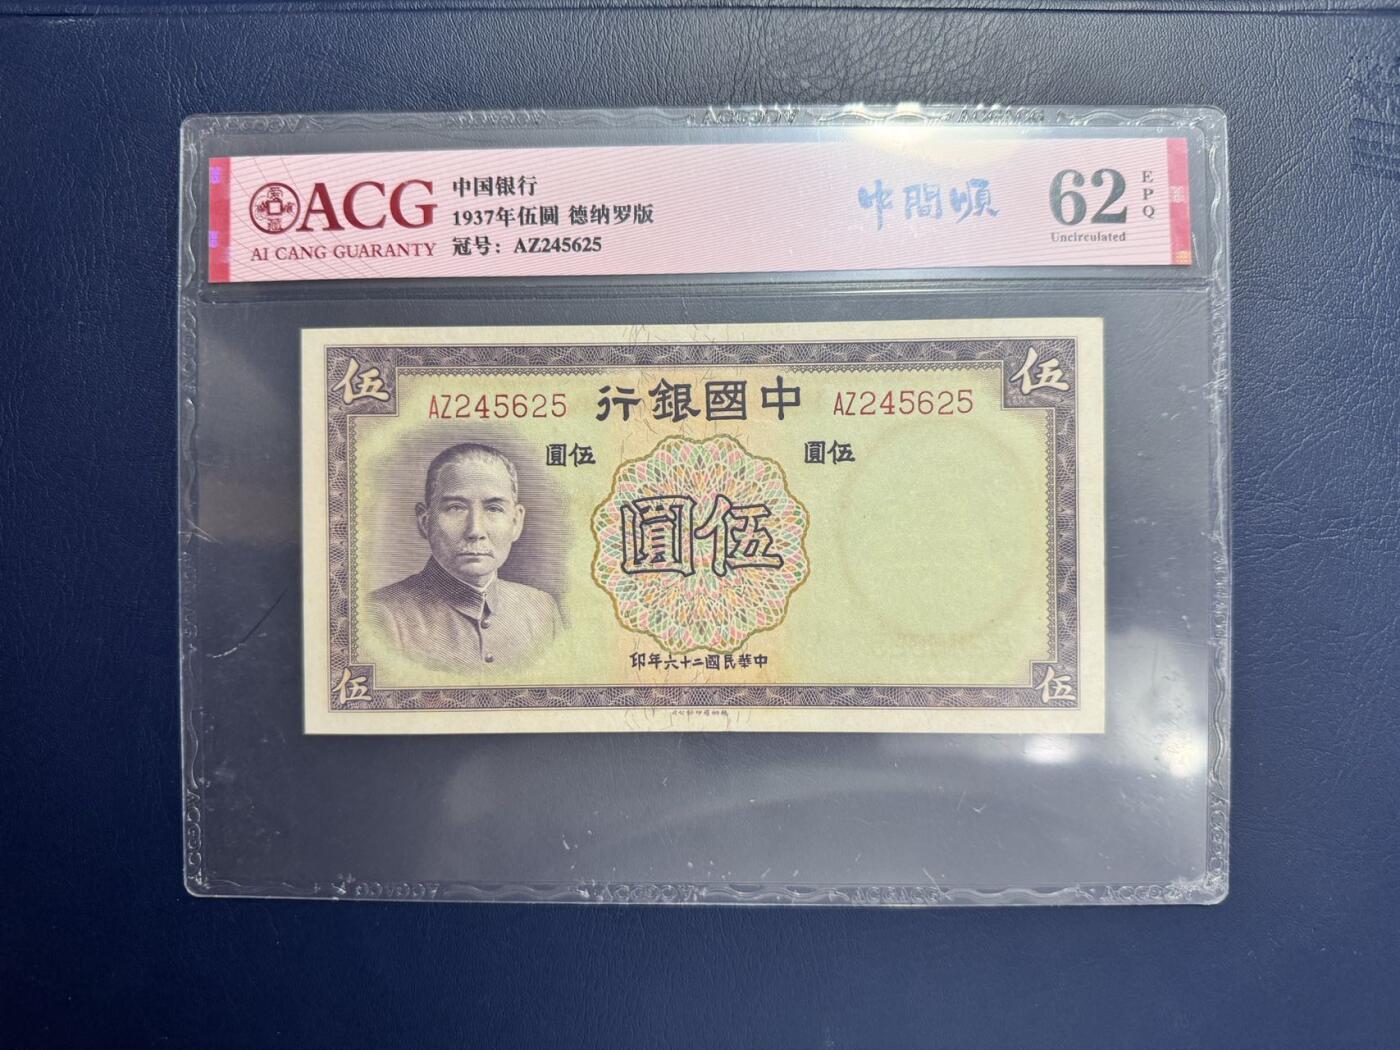 ACG
AI CANG GUARANTY
中国银行
1937年伍圆 德纳罗版
冠号：AZ245625
中間順
62
EPQ
Uncirculated
伍
伍
AZ245625
行銀國中
AZ245625
圓伍
圓伍
圓伍
印年六十二國民華中
伍
伍